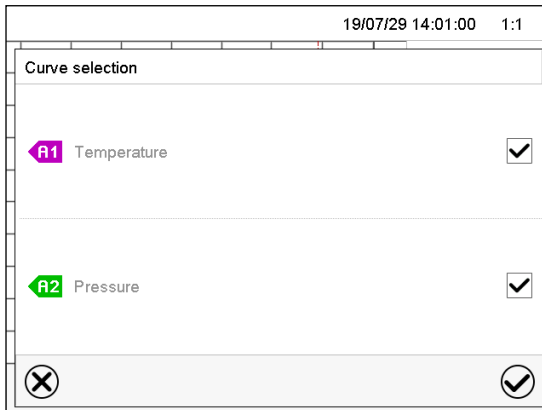 19/07/29 14:01:00 1:1
Curve selection
A1 Temperature
A2 Pressure